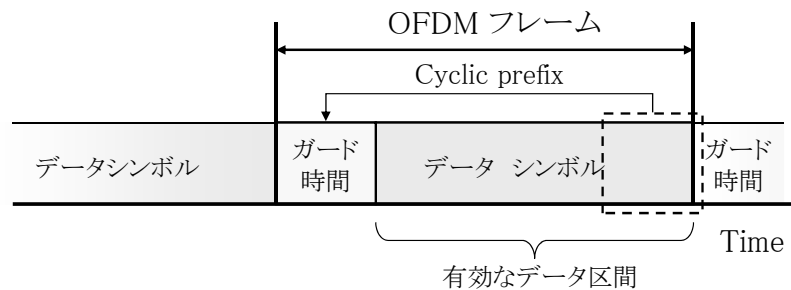 OFDM フレーム
Cyclic prefix
データシンボル
ガード
時間
データ シンボル
ガード
時間
Time
有効なデータ区間